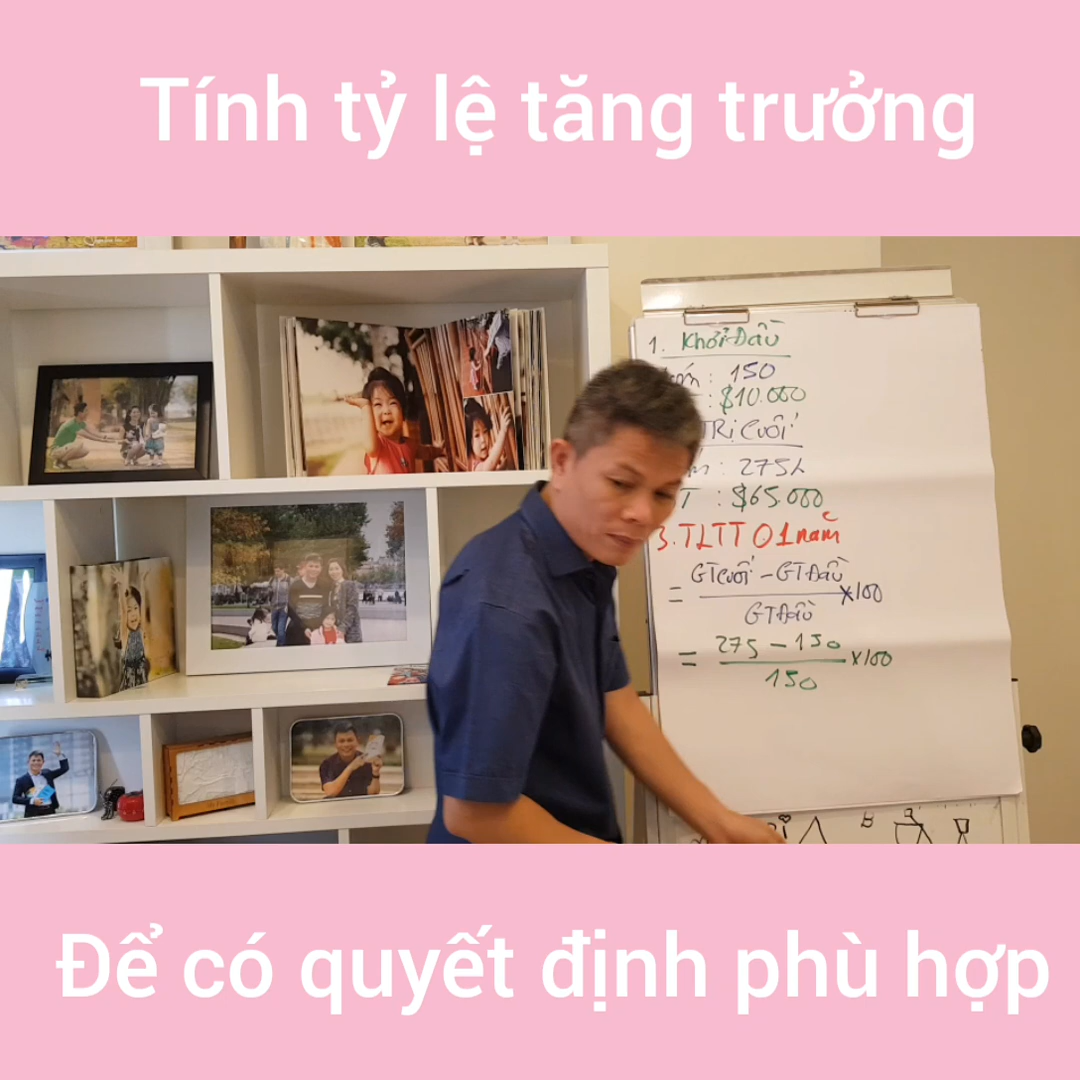 Tính tỷ lệ tăng trưởng
1. Khởi Đầu
: 150
: $10.000
TRị Cuối
: 275
T : $65.000
3. TLTT 01 năm
= GTCuối - GTĐầu x100
GTĐầu
= 275 - 150 x100
150
Để có quyết định phù hợp